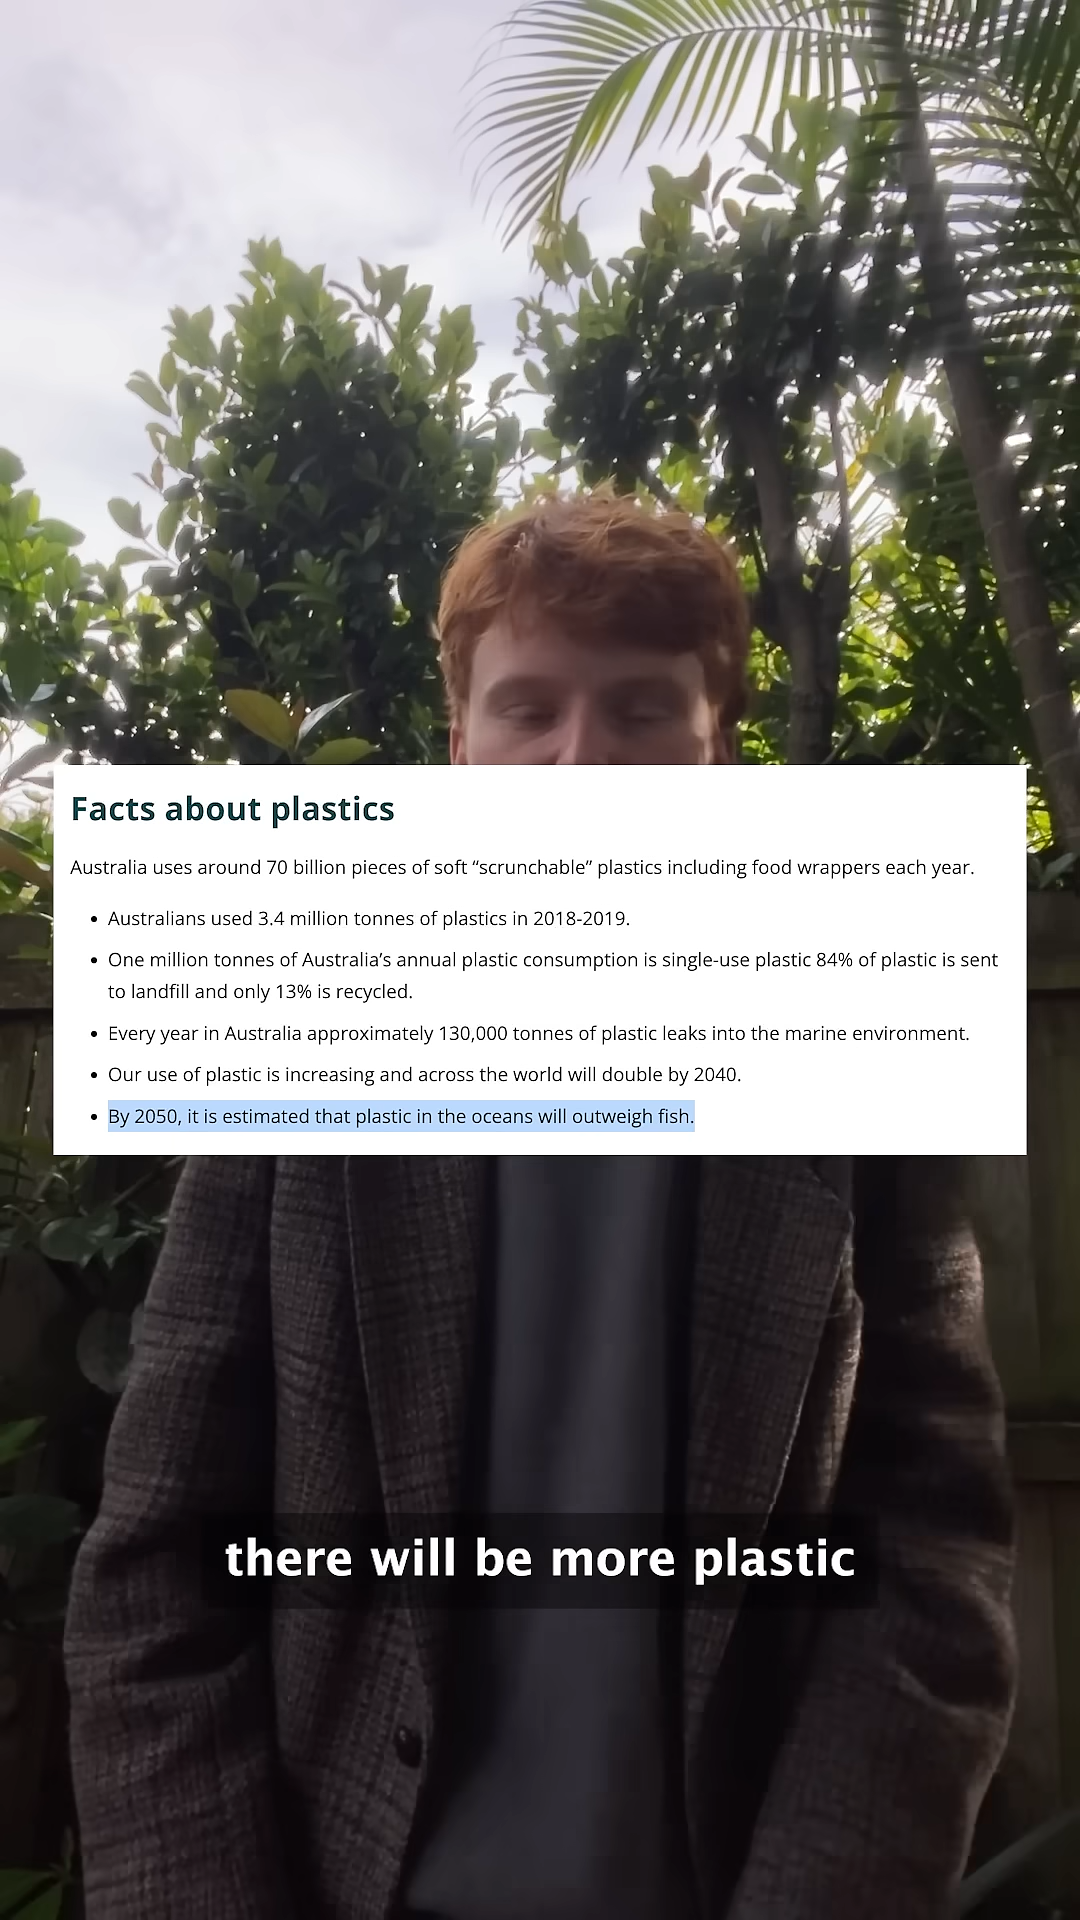 Facts about plastics
Australia uses around 70 billion pieces of soft “scrunchable” plastics including food wrappers each year.
• Australians used 3.4 million tonnes of plastics in 2018-2019.
• One million tonnes of Australia’s annual plastic consumption is single-use plastic 84% of plastic is sent
to landfill and only 13% is recycled.
• Every year in Australia approximately 130,000 tonnes of plastic leaks into the marine environment.
• Our use of plastic is increasing and across the world will double by 2040.
• By 2050, it is estimated that plastic in the oceans will outweigh fish.
there will be more plastic